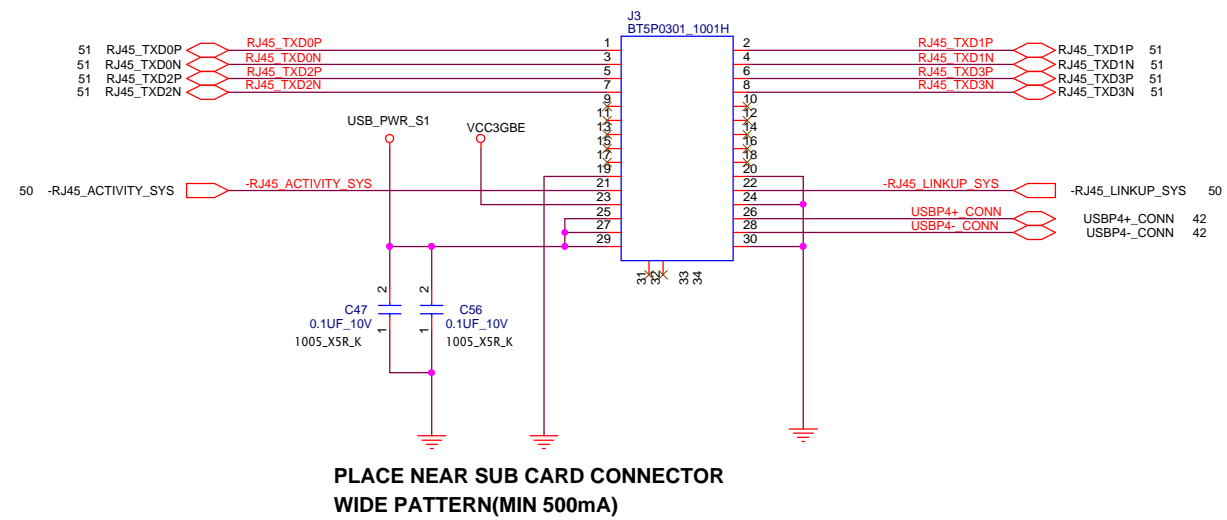 J3
BT5P0301_1001H
51 RJ45_TXD0P RJ45_TXD0P 1 2 RJ45_TXD1P RJ45_TXD1P 51
51 RJ45_TXD0N RJ45_TXD0N 3 4 RJ45_TXD1N RJ45_TXD1N 51
51 RJ45_TXD2P RJ45_TXD2P 5 6 RJ45_TXD3P RJ45_TXD3P 51
51 RJ45_TXD2N RJ45_TXD2N 7 8 RJ45_TXD3N RJ45_TXD3N 51
9 10
11 12
USB_PWR_S1 VCC3GBE 13 14
15 16
17 18
19 20
50 -RJ45_ACTIVITY_SYS -RJ45_ACTIVITY_SYS 21 22 -RJ45_LINKUP_SYS -RJ45_LINKUP_SYS 50
23 24
25 26 USBP4+_CONN USBP4+_CONN 42
27 28 USBP4-_CONN USBP4-_CONN 42
29 30
31 32 33 34
2 2
C47 C56
0.1UF_10V 0.1UF_10V
1 1
1005_X5R_K 1005_X5R_K
PLACE NEAR SUB CARD CONNECTOR
WIDE PATTERN(MIN 500mA)